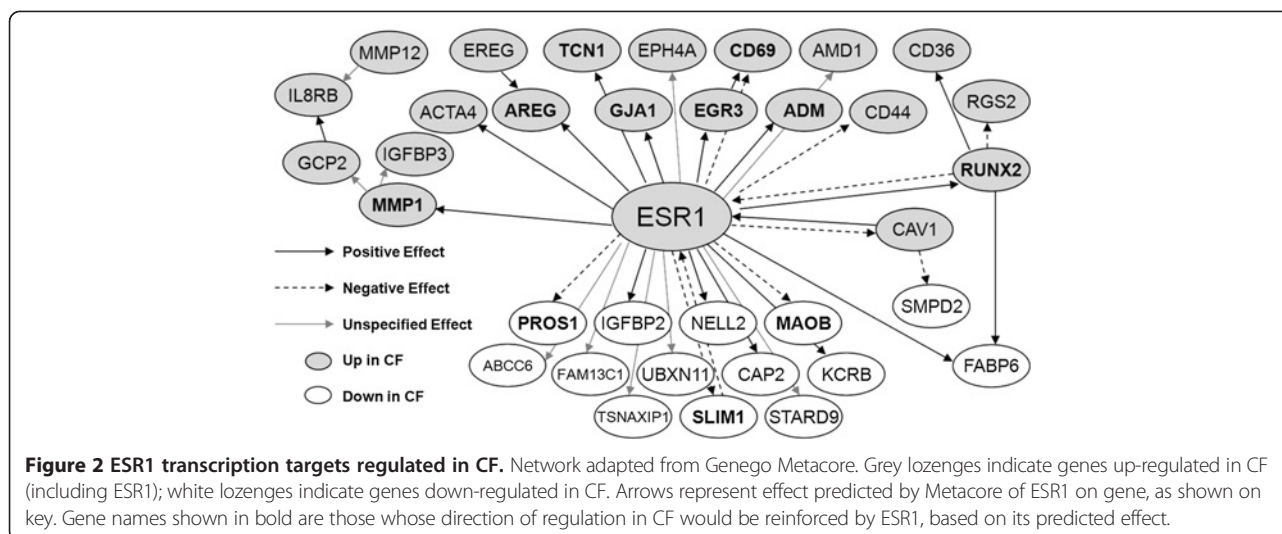 MMP12
EREG
TCN1
EPH4A
CD69
AMD1
CD36
IL8RB
ACTA4
AREG
GJA1
EGR3
ADM
CD44
RGS2
GCP2
IGFBP3
RUNX2
MMP1
ESR1
CAV1
Positive Effect
Negative Effect
Unspecified Effect
Up in CF
Down in CF
SMPD2
PROS1
IGFBP2
NELL2
MAOB
FABP6
ABCC6
FAM13C1
UBXN11
CAP2
KCRB
TSNAXIP1
SLIM1
STARD9
Figure 2 ESR1 transcription targets regulated in CF. Network adapted from Genego Metacore. Grey lozenges indicate genes up-regulated in CF
(including ESR1); white lozenges indicate genes down-regulated in CF. Arrows represent effect predicted by Metacore of ESR1 on gene, as shown on
key. Gene names shown in bold are those whose direction of regulation in CF would be reinforced by ESR1, based on its predicted effect.